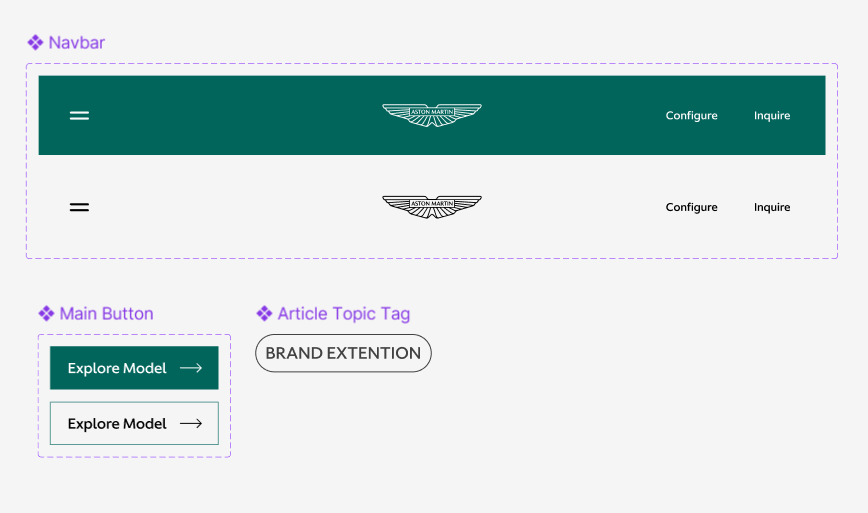 Navbar
ASTON MARTIN
Configure
Inquire
ASTON MARTIN
Configure
Inquire
Main Button
Article Topic Tag
Explore Model
BRAND EXTENTION
Explore Model